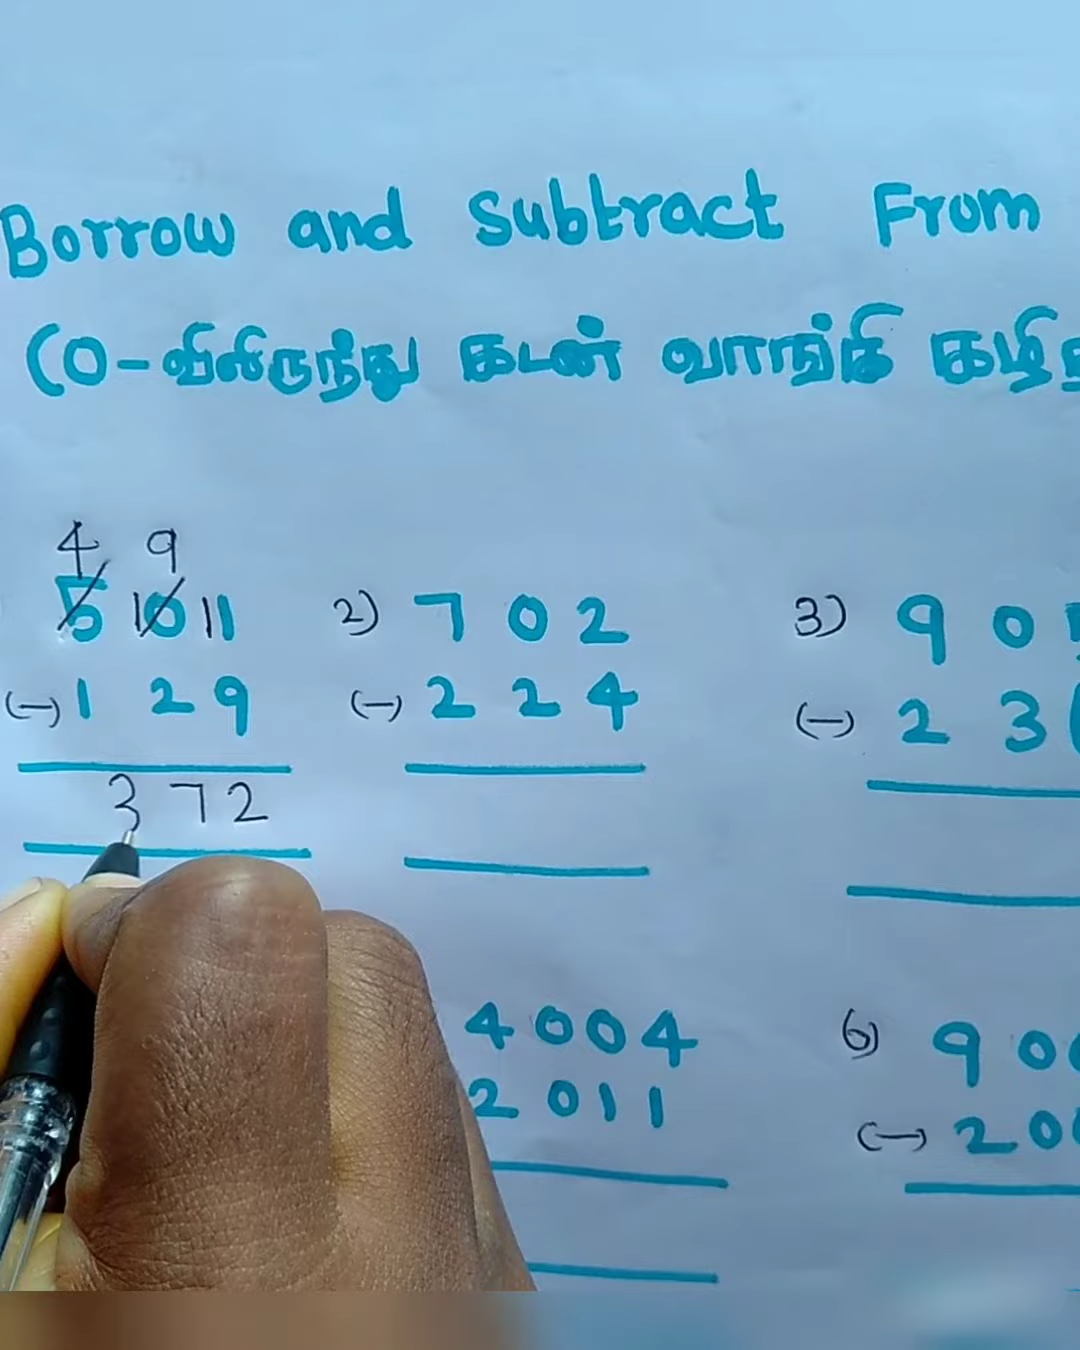 Borrow and Subtract From
(0-விலிருந்து கடன் வாங்கி
4 9
5 10 11
(-) 1 2 9
3 7 2
2) 7 0 2
(-) 2 2 4
3) 9 0
(-) 2 3
4 0 0 4
2 0 1 1
6) 9 0
(-) 2 0